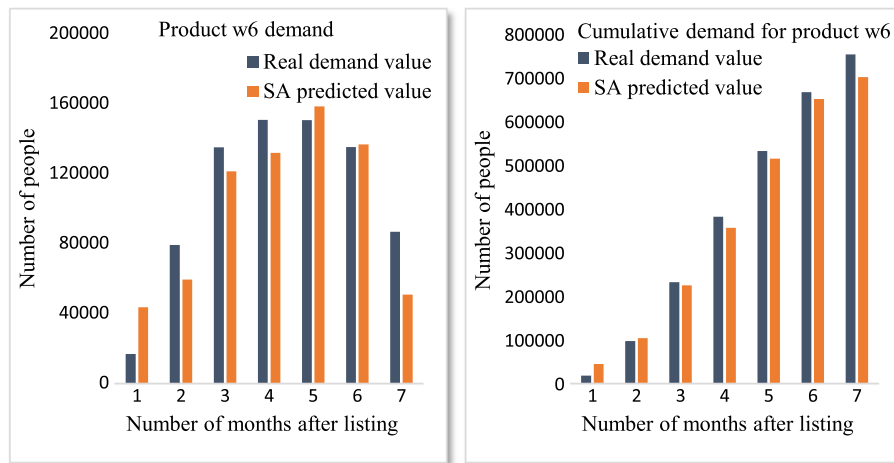 Product w6 demand
Real demand value
SA predicted value
200000
160000
120000
80000
40000
0
Number of people
1 2 3 4 5 6 7
Number of months after listing
Cumulative demand for product w6
Real demand value
SA predicted value
800000
700000
600000
500000
400000
300000
200000
100000
0
Number of people
1 2 3 4 5 6 7
Number of months after listing